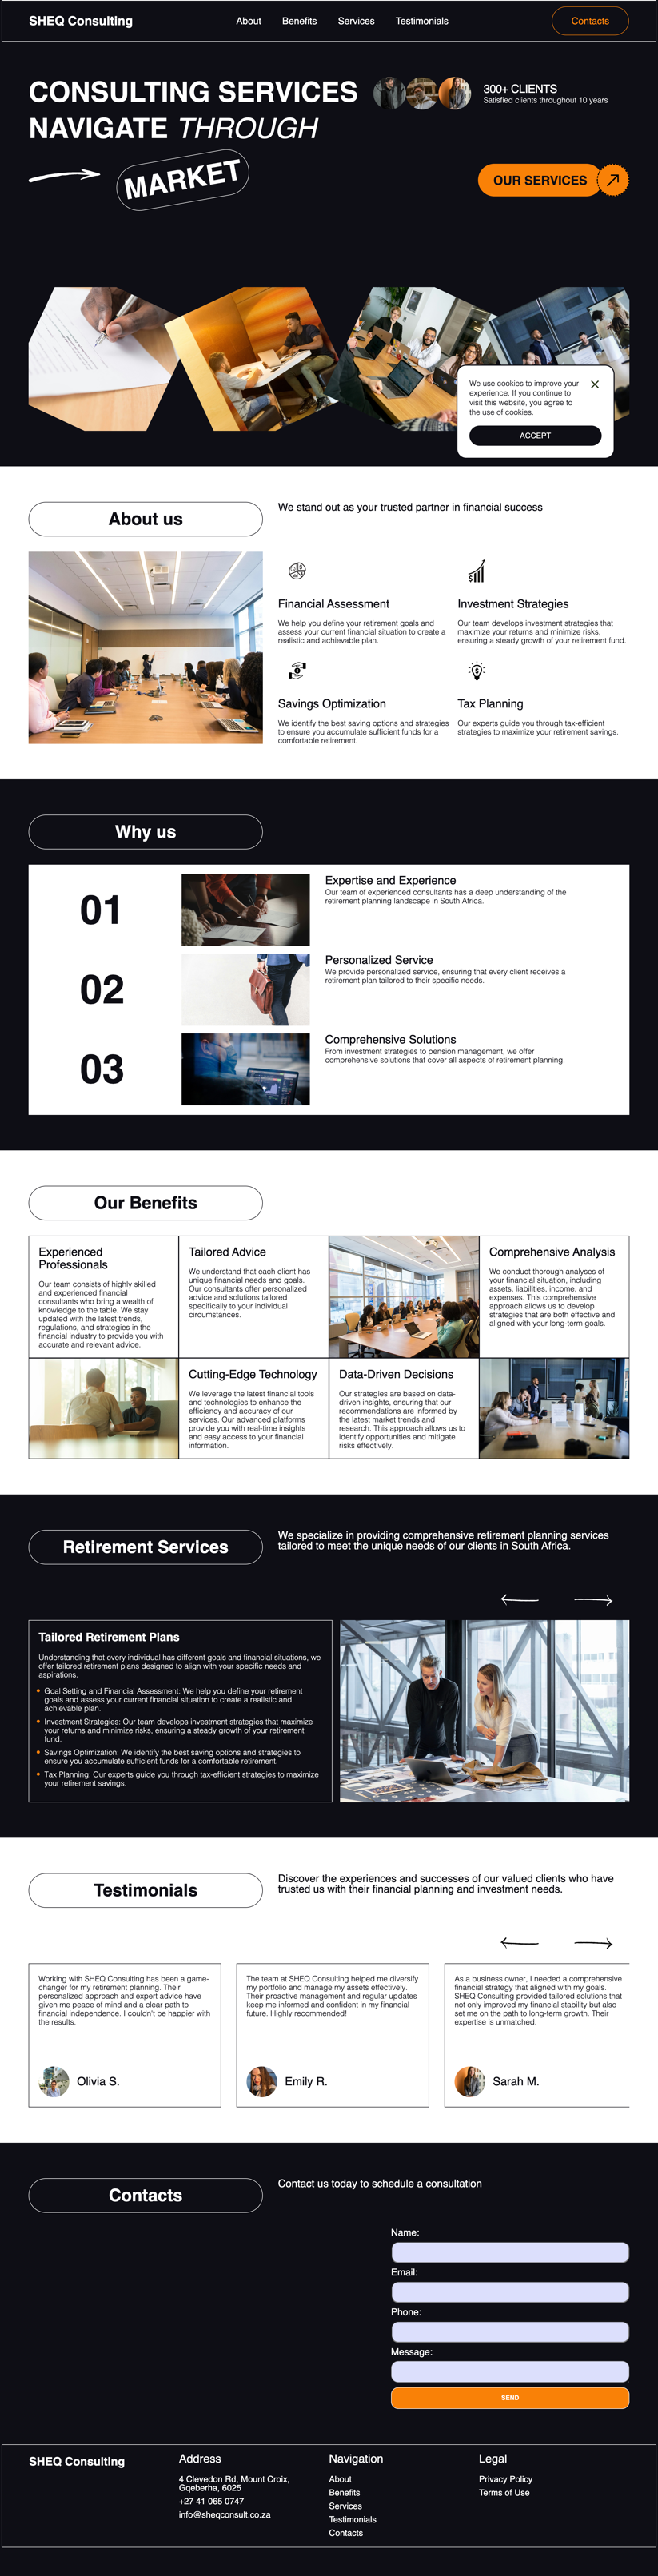 SHEQ Consulting
About
Benefits
Services
Testimonials
Contacts
CONSULTING SERVICES
NAVIGATE THROUGH
MARKET
300+ CLIENTS
Satisfied clients throughout 10 years
OUR SERVICES
We use cookies to improve your
experience. If you continue to
visit this website, you agree to
the use of cookies.
ACCEPT
About us
We stand out as your trusted partner in financial success
Financial Assessment
We help you define your retirement goals and
assess your current financial situation to create a
realistic and achievable plan.
Investment Strategies
Our team develops investment strategies that
maximize your returns and minimize risks,
ensuring a steady growth of your retirement fund.
Savings Optimization
We identify the best saving options and strategies
to ensure you accumulate sufficient funds for a
comfortable retirement.
Tax Planning
Our experts guide you through tax-efficient
strategies to maximize your retirement savings.
Why us
01
Expertise and Experience
Our team of experienced consultants has a deep understanding of the
retirement planning landscape in South Africa.
02
Personalized Service
We provide personalized service, ensuring that every client receives a
retirement plan tailored to their specific needs.
03
Comprehensive Solutions
From investment strategies to pension management, we offer
comprehensive solutions that cover all aspects of retirement planning.
Our Benefits
Experienced
Professionals
Our team consists of highly skilled
and experienced financial
consultants who bring a wealth of
knowledge to the table. We stay
updated with the latest trends,
regulations, and strategies in the
financial industry to provide you with
accurate and relevant advice.
Tailored Advice
We understand that each client has
unique financial needs and goals.
Our consultants offer personalized
advice and solutions tailored
specifically to your individual
circumstances.
Comprehensive Analysis
We conduct thorough analyses of
your financial situation, including
assets, liabilities, income, and
expenses. This comprehensive
approach allows us to develop
strategies that are both effective and
aligned with your long-term goals.
Cutting-Edge Technology
We leverage the latest financial tools
and technologies to enhance the
efficiency and accuracy of our
services. Our advanced platforms
provide you with real-time insights
and easy access to your financial
information.
Data-Driven Decisions
Our strategies are based on data-
driven insights, ensuring that our
recommendations are informed by
the latest market trends and
research. This approach allows us to
identify opportunities and mitigate
risks effectively.
Retirement Services
We specialize in providing comprehensive retirement planning services
tailored to meet the unique needs of our clients in South Africa.
Tailored Retirement Plans
Understanding that every individual has different goals and financial situations, we
offer tailored retirement plans designed to align with your specific needs and
aspirations.
Goal Setting and Financial Assessment: We help you define your retirement
goals and assess your current financial situation to create a realistic and
achievable plan.
Investment Strategies: Our team develops investment strategies that maximize
your returns and minimize risks, ensuring a steady growth of your retirement
fund.
Savings Optimization: We identify the best saving options and strategies to
ensure you accumulate sufficient funds for a comfortable retirement.
Tax Planning: Our experts guide you through tax-efficient strategies to maximize
your retirement savings.
Testimonials
Discover the experiences and successes of our valued clients who have
trusted us with their financial planning and investment needs.
Working with SHEQ Consulting has been a game-
changer for my retirement planning. Their
personalized approach and expert advice have
given me peace of mind and a clear path to
financial independence. I couldn't be happier with
the results.
Olivia S.
The team at SHEQ Consulting helped me diversify
my portfolio and manage my assets effectively.
Their proactive management and regular updates
keep me informed and confident in my financial
future. Highly recommended!
Emily R.
As a business owner, I needed a comprehensive
financial strategy that aligned with my goals.
SHEQ Consulting provided tailored solutions that
not only improved my financial stability but also
set me on the path to long-term growth. Their
expertise is unmatched.
Sarah M.
Contacts
Contact us today to schedule a consultation
Name:
Email:
Phone:
Message:
SEND
SHEQ Consulting
Address
4 Clevedon Rd, Mount Croix,
Gqeberha, 6025
+27 41 065 0747
info@sheqconsult.co.za
Navigation
About
Benefits
Services
Testimonials
Contacts
Legal
Privacy Policy
Terms of Use